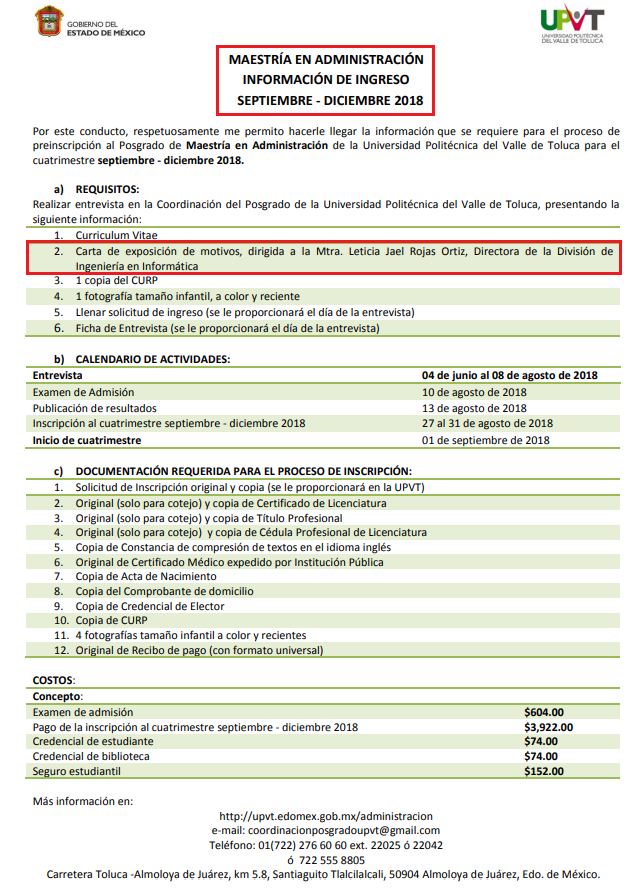 GOBIERNO DEL
ESTADO DE MÉXICO
UPVT
UNIVERSIDAD POLITÉCNICA
DEL VALLE DE TOLUCA
MAESTRÍA EN ADMINISTRACIÓN
INFORMACIÓN DE INGRESO
SEPTIEMBRE - DICIEMBRE 2018
Por este conducto, respetuosamente me permito hacerle llegar la información que se requiere para el proceso de
preinscripción al Posgrado de Maestría en Administración de la Universidad Politécnica del Valle de Toluca para el
cuatrimestre septiembre - diciembre 2018.
a) REQUISITOS:
Realizar entrevista en la Coordinación del Posgrado de la Universidad Politécnica del Valle de Toluca, presentando la
siguiente información:
1. Curriculum Vitae
2. Carta de exposición de motivos, dirigida a la Mtra. Leticia Jael Rojas Ortiz, Directora de la División de
Ingeniería en Informática
3. 1 copia del CURP
4. 1 fotografía tamaño infantil, a color y reciente
5. Llenar solicitud de ingreso (se le proporcionará el día de la entrevista)
6. Ficha de Entrevista (se le proporcionará el día de la entrevista)
b) CALENDARIO DE ACTIVIDADES:
Entrevista 04 de junio al 08 de agosto de 2018
Examen de Admisión 10 de agosto de 2018
Publicación de resultados 13 de agosto de 2018
Inscripción al cuatrimestre septiembre - diciembre 2018 27 al 31 de agosto de 2018
Inicio de cuatrimestre 01 de septiembre de 2018
c) DOCUMENTACIÓN REQUERIDA PARA EL PROCESO DE INSCRIPCIÓN:
1. Solicitud de Inscripción original y copia (se le proporcionará en la UPVT)
2. Original (solo para cotejo) y copia de Certificado de Licenciatura
3. Original (solo para cotejo) y copia de Título Profesional
4. Original (solo para cotejo) y copia de Cédula Profesional de Licenciatura
5. Copia de Constancia de compresión de textos en el idioma inglés
6. Original de Certificado Médico expedido por Institución Pública
7. Copia de Acta de Nacimiento
8. Copia del Comprobante de domicilio
9. Copia de Credencial de Elector
10. Copia de CURP
11. 4 fotografías tamaño infantil a color y recientes
12. Original de Recibo de pago (con formato universal)
COSTOS:
Concepto:
Examen de admisión $604.00
Pago de la inscripción al cuatrimestre septiembre - diciembre 2018 $3,922.00
Credencial de estudiante $74.00
Credencial de biblioteca $74.00
Seguro estudiantil $152.00
Más información en:
http://upvt.edomex.gob.mx/administracion
e-mail: coordinacionposgradoupvt@gmail.com
Teléfono: 01(722) 276 60 60 ext. 22025 ó 22042
ó 722 555 8805
Carretera Toluca -Almoloya de Juárez, km 5.8, Santiaguito Tlalcilalcali, 50904 Almoloya de Juárez, Edo. de México.